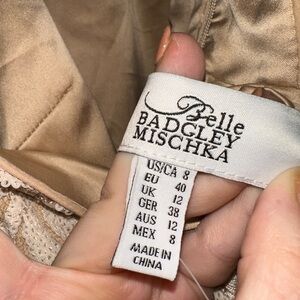 Belle
BADGLEY
MISCHKA
US/CA 8
EU 40
UK 12
GER 38
AUS 12
MEX 8
MADE IN
CHINA